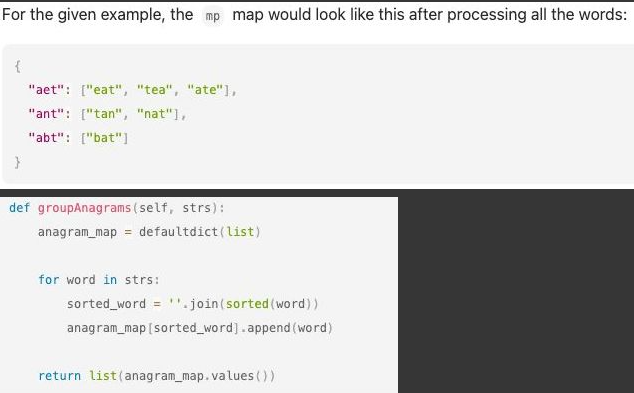 For the given example, the mp map would look like this after processing all the words:
{
"aet": ["eat", "tea", "ate"],
"ant": ["tan", "nat"],
"abt": ["bat"]
}
def groupAnagrams(self, strs):
anagram_map = defaultdict(list)
for word in strs:
sorted_word = ''.join(sorted(word))
anagram_map[sorted_word].append(word)
return list(anagram_map.values())